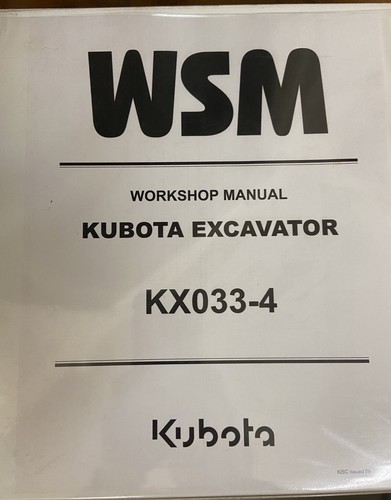 WSM
WORKSHOP MANUAL
KUBOTA EXCAVATOR
KX033-4
Kubota